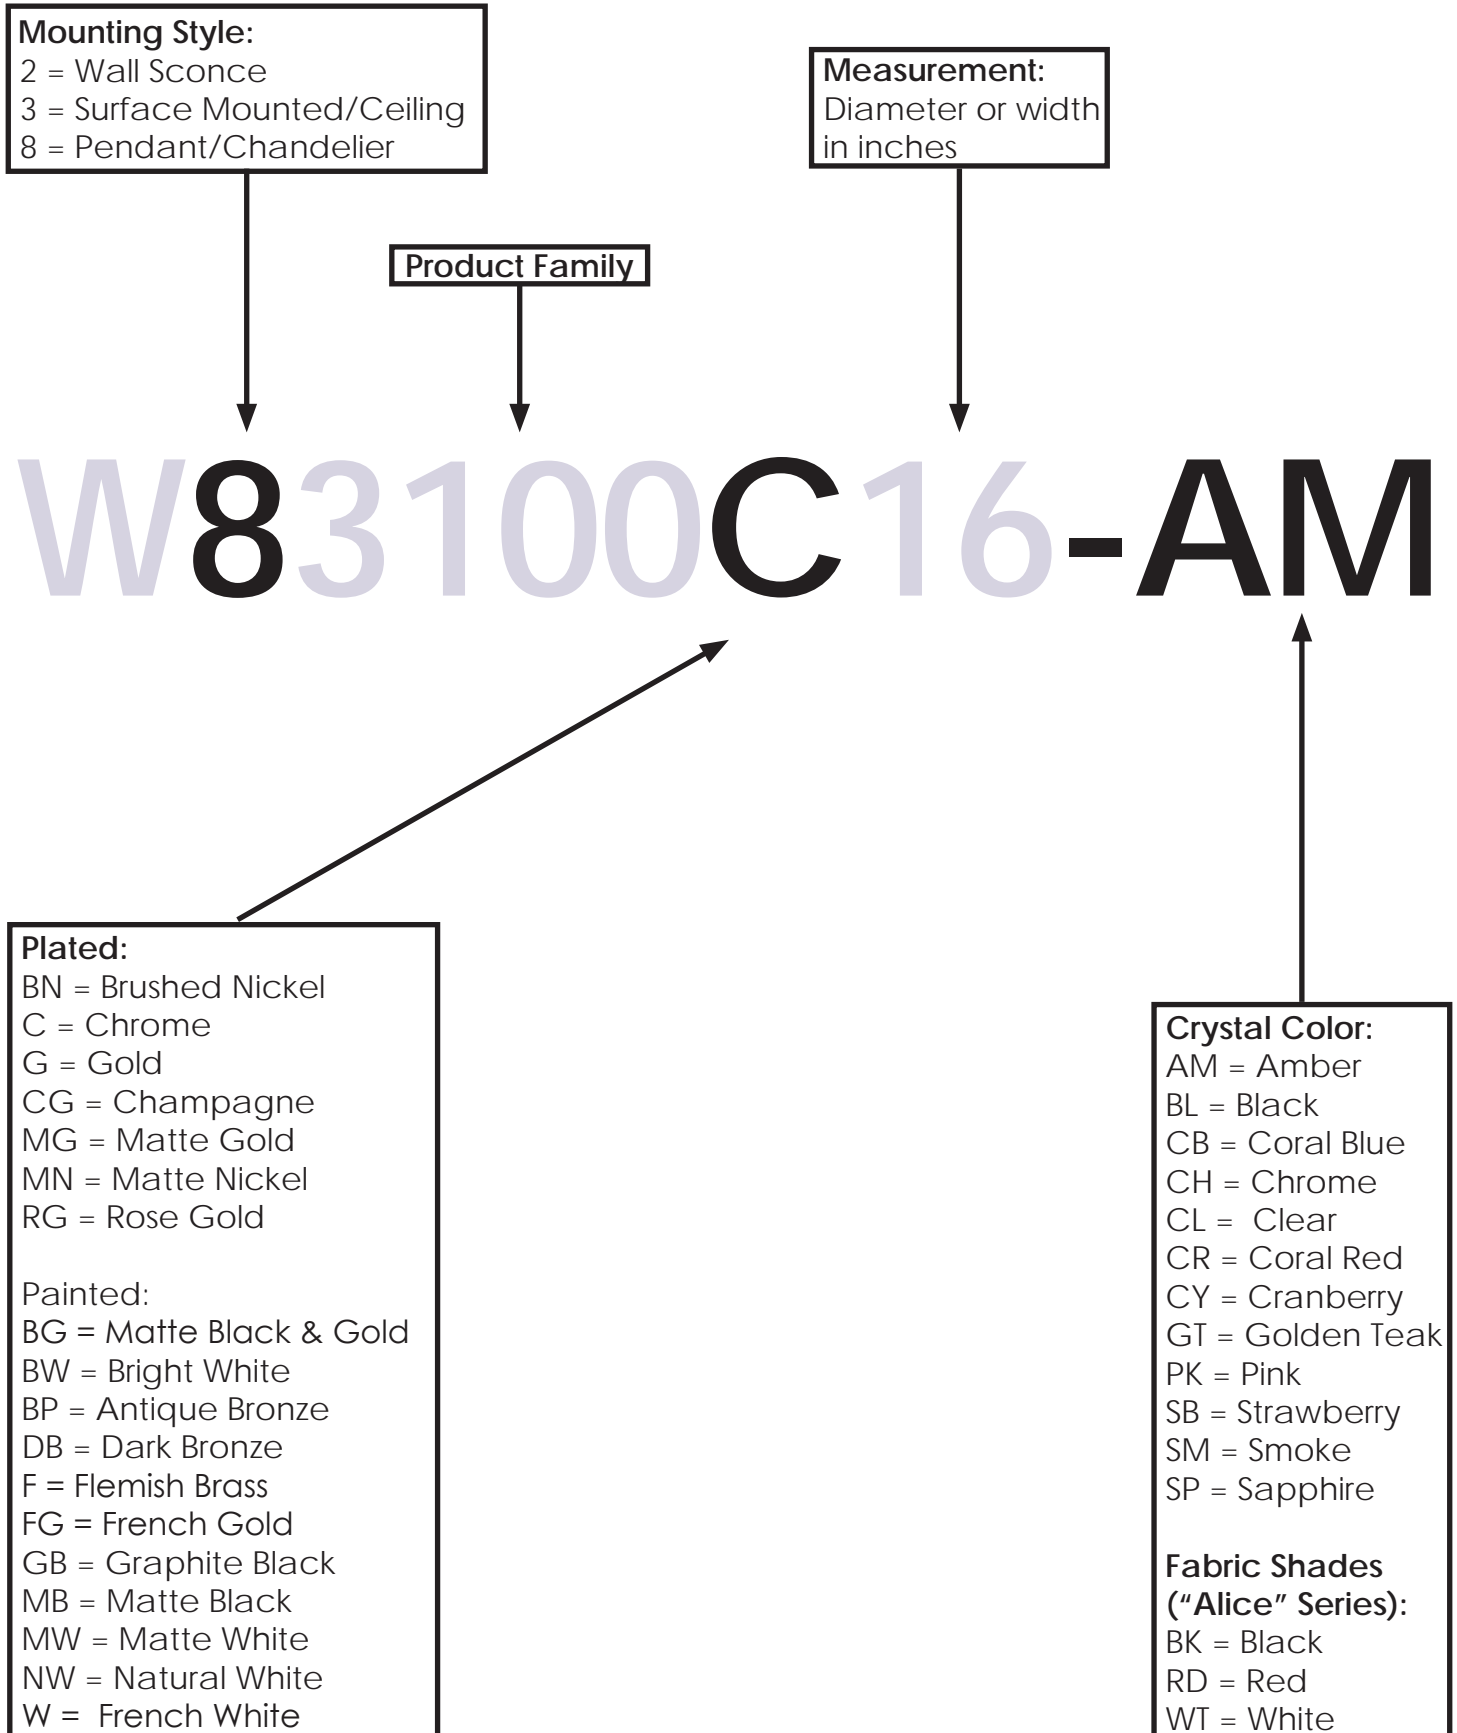 Mounting Style:
2 = Wall Sconce
3 = Surface Mounted/Ceiling
8 = Pendant/Chandelier
Measurement:
Diameter or width
in inches
Product Family
W83100C16-AM
Plated:
BN = Brushed Nickel
C = Chrome
G = Gold
CG = Champagne
MG = Matte Gold
MN = Matte Nickel
RG = Rose Gold
Painted:
BG = Matte Black & Gold
BW = Bright White
BP = Antique Bronze
DB = Dark Bronze
F = Flemish Brass
FG = French Gold
GB = Graphite Black
MB = Matte Black
MW = Matte White
NW = Natural White
W =  French White
Crystal Color:
AM = Amber
BL = Black
CB = Coral Blue
CH = Chrome
CL =  Clear
CR = Coral Red
CY = Cranberry
GT = Golden Teak
PK = Pink
SB = Strawberry
SM = Smoke
SP = Sapphire
Fabric Shades
(“Alice” Series):
BK = Black
RD = Red
WT = White